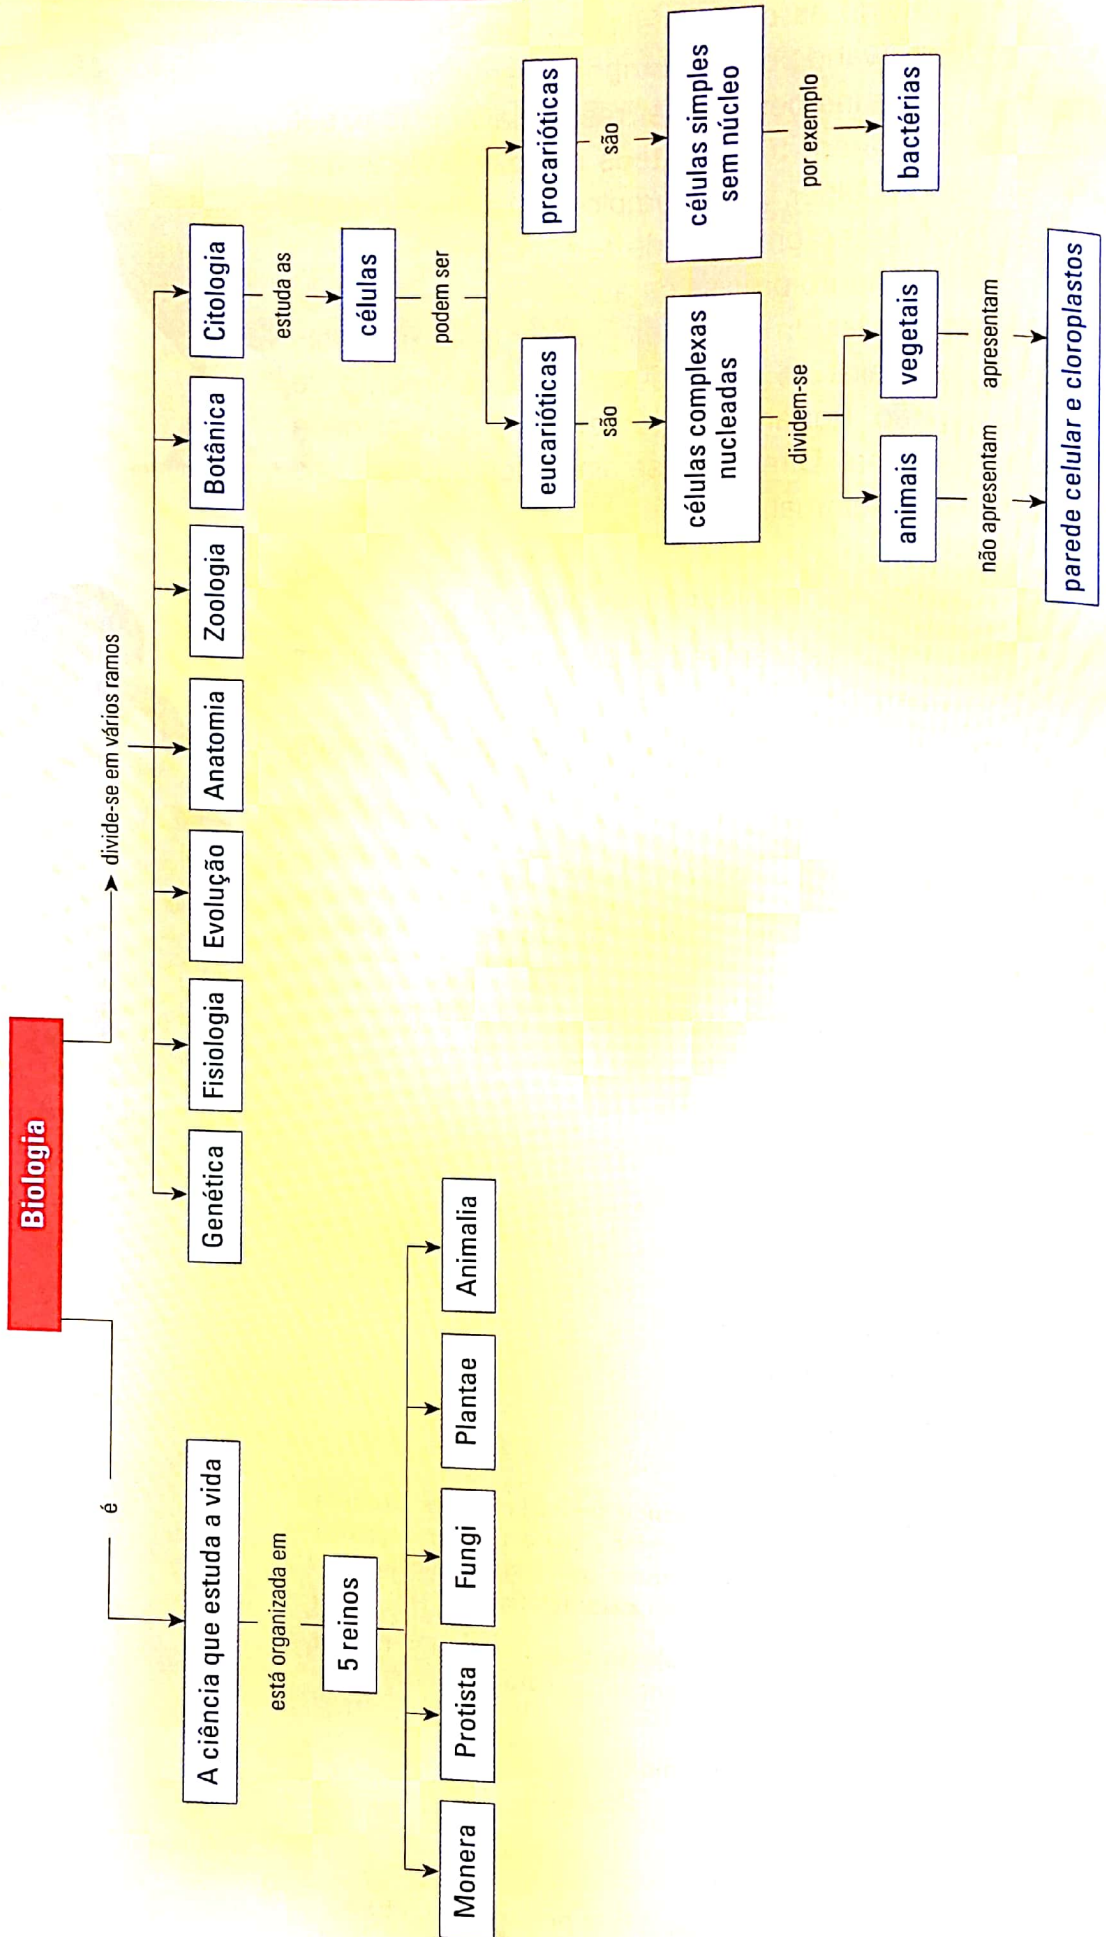 Biologia
é
divide-se em vários ramos
A ciência que estuda a vida
Genética
Fisiologia
Evolução
Anatomia
Zoologia
Botânica
Citologia
está organizada em
estuda as
5 reinos
células
podem ser
Monera
Protista
Fungi
Plantae
Animalia
eucarióticas
procarióticas
são
são
células complexas
nucleadas
células simples
sem núcleo
dividem-se
por exemplo
animais
vegetais
bactérias
não apresentam
apresentam
parede celular e cloroplastos